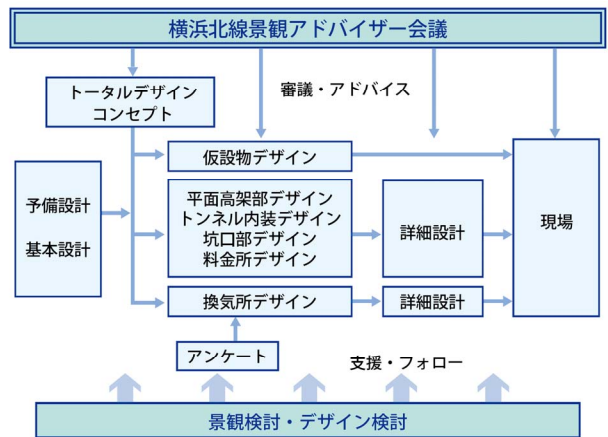 横浜北線景観アドバイザー会議
トータルデザイン
コンセプト
審議・アドバイス
仮設物デザイン
予備設計
基本設計
平面高架部デザイン
トンネル内装デザイン
坑口部デザイン
料金所デザイン
詳細設計
現場
換気所デザイン
詳細設計
アンケート
支援・フォロー
景観検討・デザイン検討